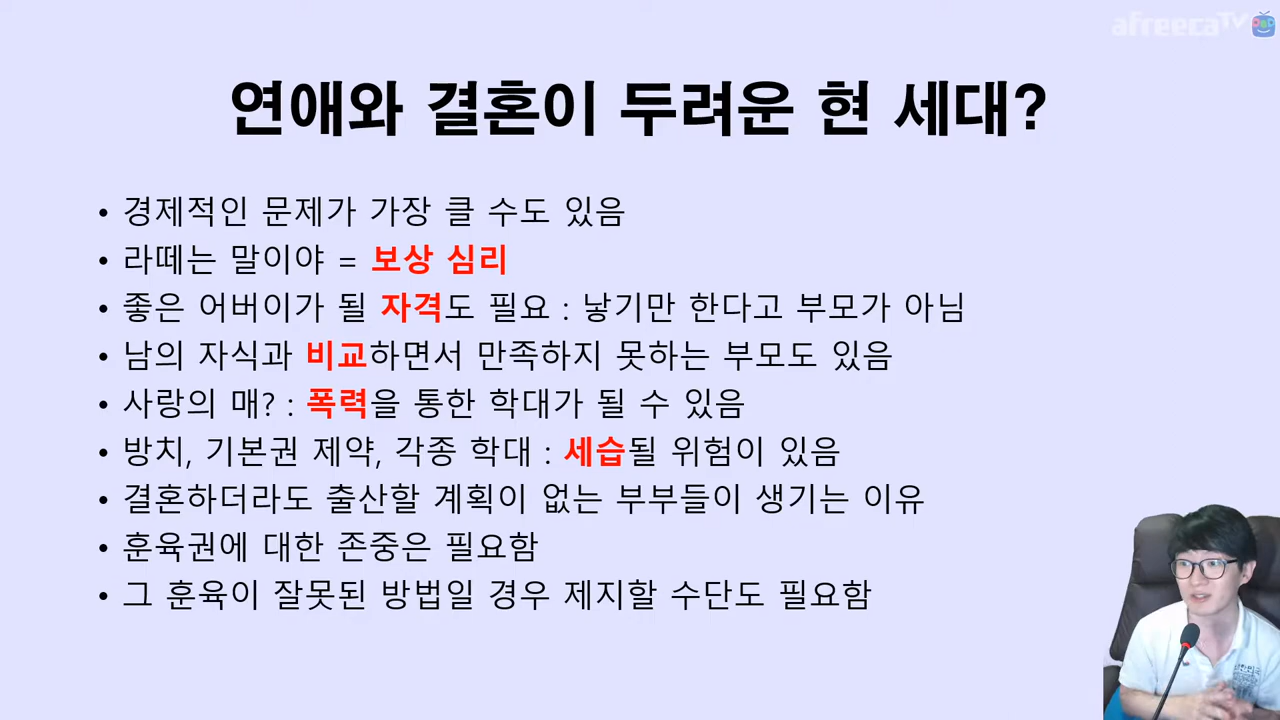 afreecaTV
연애와 결혼이 두려운 현 세대?
• 경제적인 문제가 가장 클 수도 있음
• 라떼는 말이야 = 보상 심리
• 좋은 어버이가 될 자격도 필요 : 낳기만 한다고 부모가 아님
• 남의 자식과 비교하면서 만족하지 못하는 부모도 있음
• 사랑의 매? : 폭력을 통한 학대가 될 수 있음
• 방치, 기본권 제약, 각종 학대 : 세습될 위험이 있음
• 결혼하더라도 출산할 계획이 없는 부부들이 생기는 이유
• 훈육권에 대한 존중은 필요함
• 그 훈육이 잘못된 방법일 경우 제지할 수단도 필요함